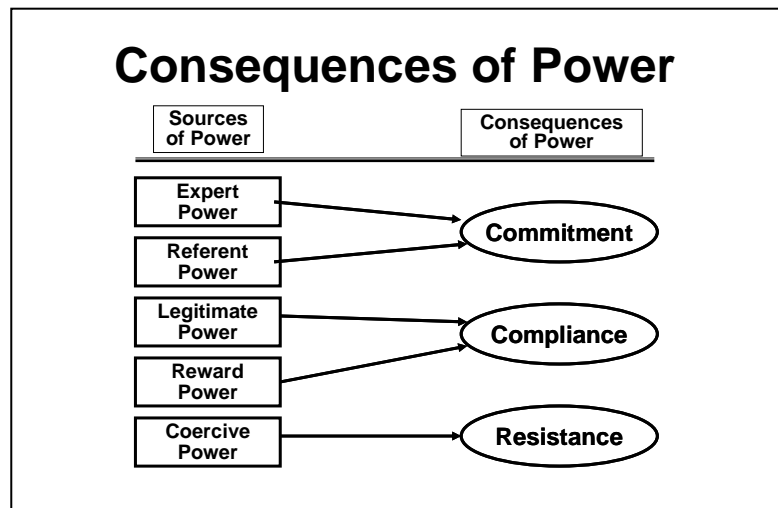 Consequences of Power
Sources
of Power
Consequences
of Power
Expert
Power
Referent
Power
Legitimate
Power
Reward
Power
Coercive
Power
Commitment
Compliance
Resistance